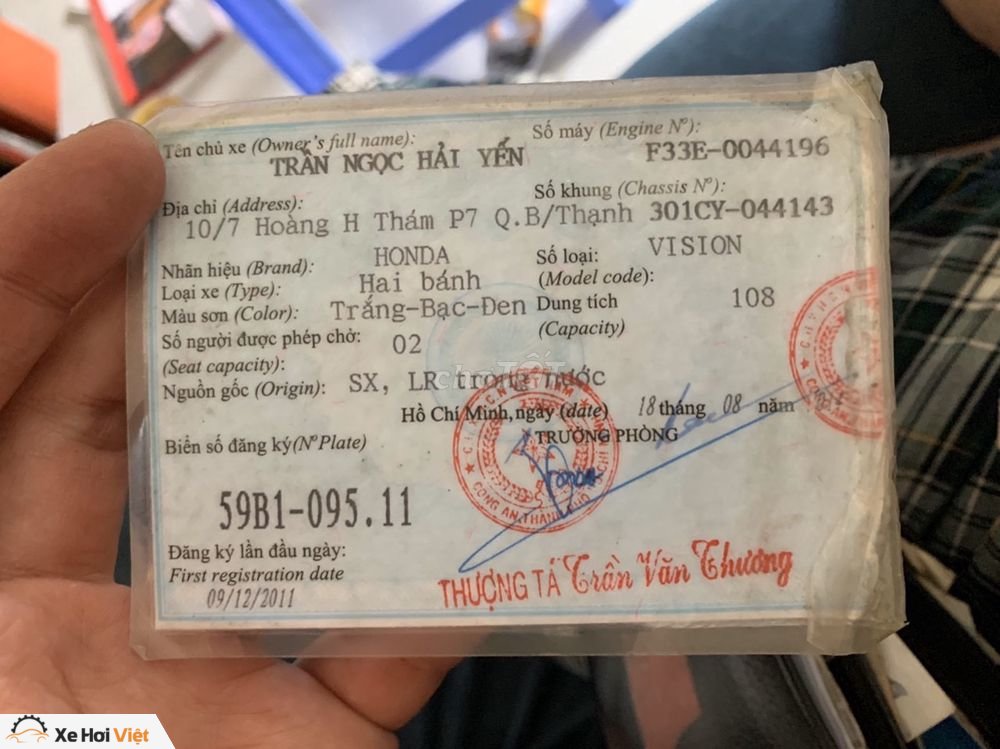 Tên chủ xe (Owner's full name):
TRẦN NGỌC HẢI YẾN
Số máy (Engine N°):
F33E-0044196
Địa chỉ (Address):
10/7 Hoàng H Thám P7 Q.B/Thạnh
Số khung (Chassis N°):
301CY-044143
Nhãn hiệu (Brand): HONDA
Số loại: VISION
(Model code):
Loại xe (Type): Hai bánh
Màu sơn (Color): Trắng-Bạc-Đen
Dung tích 108
(Capacity)
Số người được phép chở: 02
(Seat capacity):
Nguồn gốc (Origin): SX, LR trong nước
Hồ Chí Minh, ngày (date) 18 tháng 08 năm
TRƯỞNG PHÒNG
Biển số đăng ký (N° Plate)
59B1-095.11
CÔNG AN THÀNH PHỐ
Đăng ký lần đầu ngày:
First registration date
09/12/2011
THƯỢNG TÁ Trần Văn Thương
choTỐT
Xe Hơi Việt